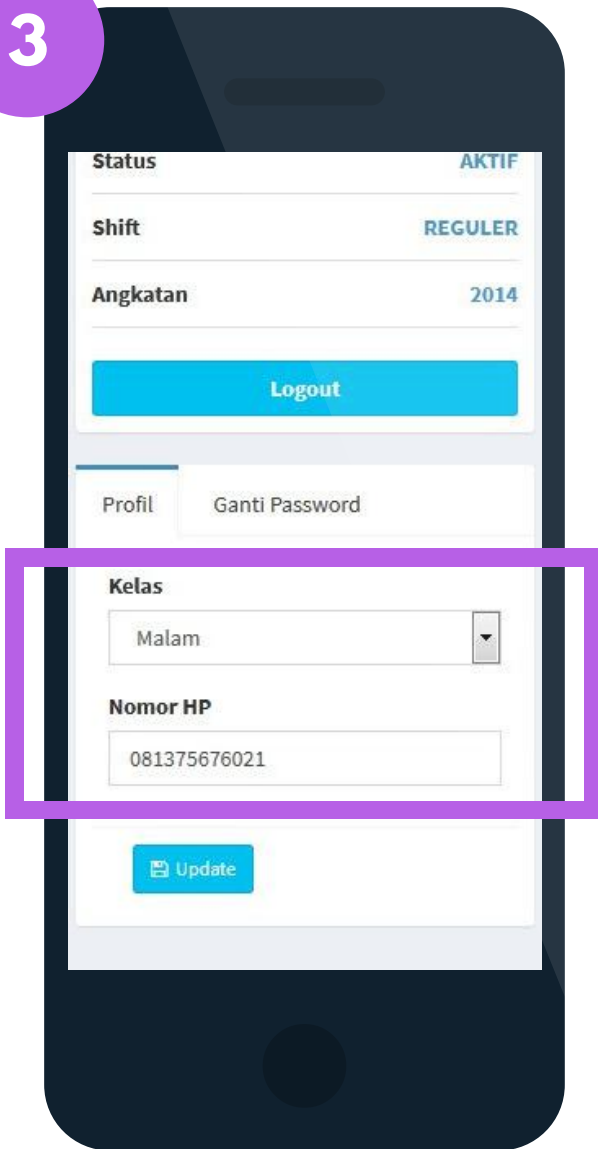 3
Status AKTIF
Shift REGULER
Angkatan 2014
Logout
Profil Ganti Password
Kelas
Malam
Nomor HP
081375676021
Update